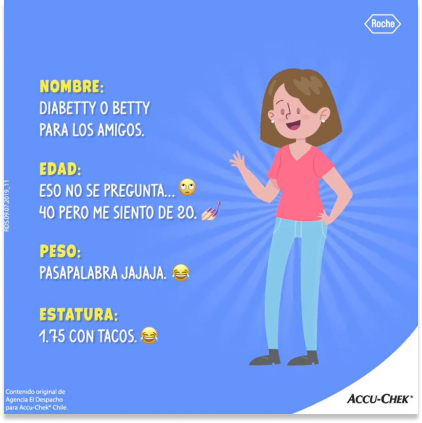 Roche
NOMBRE:
DIABETTY O BETTY
PARA LOS AMIGOS.
EDAD:
ESO NO SE PREGUNTA... 🙄
40 PERO ME SIENTO DE 20. 💅
PESO:
PASAPALABRA JAJAJA. 😂
ESTATURA:
1.75 CON TACOS. 😂
Contenido original de
Agencia El Despacho
para Accu-Chek® Chile.
ACCU-CHEK®